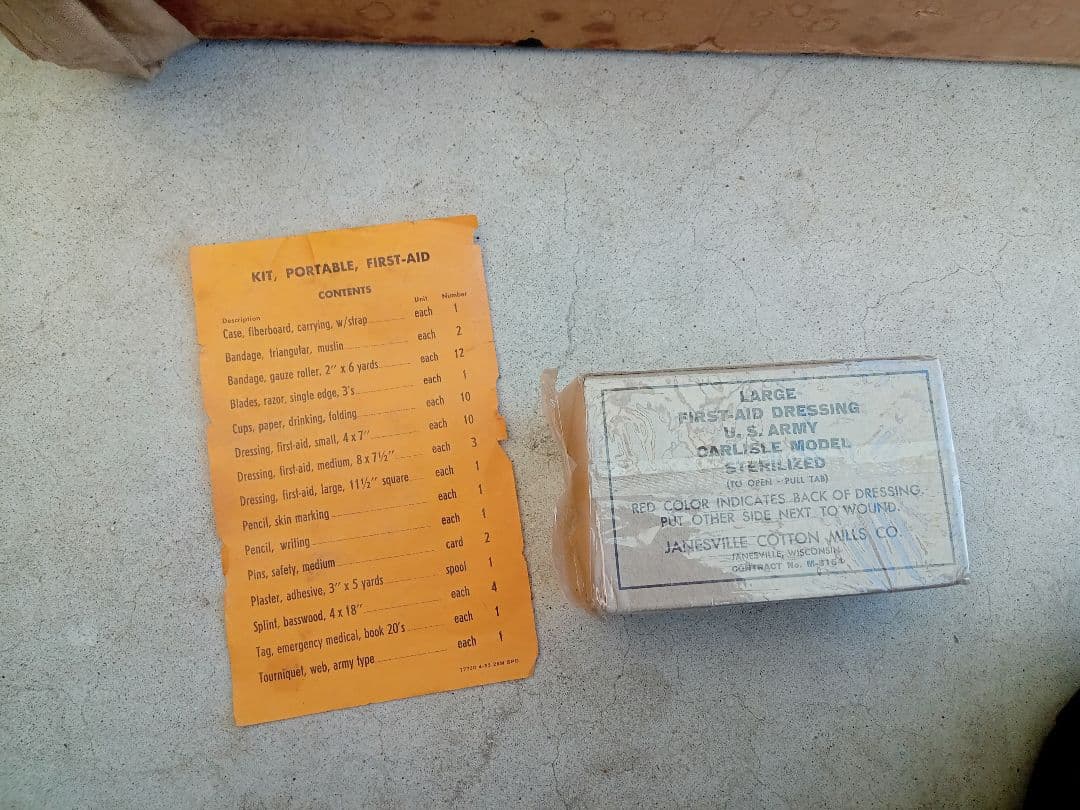 KIT, PORTABLE, FIRST-AID
CONTENTS
Description Unit Number
Case, fiberboard, carrying, w/strap each 1
Bandage, triangular, muslin each 2
Bandage, gauze roller, 2" x 6 yards each 12
Blades, razor, single edge, 3's each 1
Cups, paper, drinking, folding each 10
Dressing, first-aid, small, 4 x 7" each 10
Dressing, first-aid, medium, 8 x 7½" each 3
Dressing, first-aid, large, 11½" square each 1
Pencil, skin marking each 1
Pencil, writing each 1
Pins, safety, medium card 2
Plaster, adhesive, 3" x 5 yards spool 1
Splint, basswood, 4 x 18" each 4
Tag, emergency medical, book 20's each 1
Tourniquet, web, army type each 1
LARGE
FIRST-AID DRESSING
U. S. ARMY
CARLISLE MODEL
STERILIZED
(TO OPEN - PULL TAB)
RED COLOR INDICATES BACK OF DRESSING.
PUT OTHER SIDE NEXT TO WOUND.
JANESVILLE COTTON MILLS CO.
JANESVILLE, WISCONSIN
CONTRACT No.